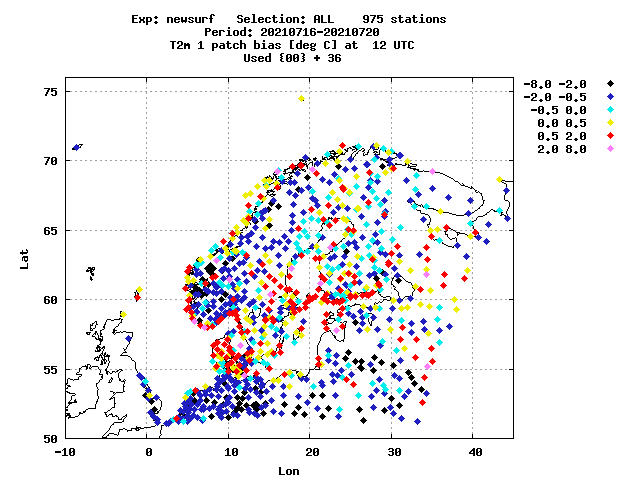 Exp: newsurf   Selection: ALL    975 stations
Period: 20210716-20210720
T2m 1 patch bias [deg C] at  12 UTC
Used {00} + 36
-8.0 -2.0
-2.0 -0.5
-0.5 0.0
0.0 0.5
0.5 2.0
2.0 8.0
75
70
65
60
55
50
Lat
-10 0 10 20 30 40
Lon